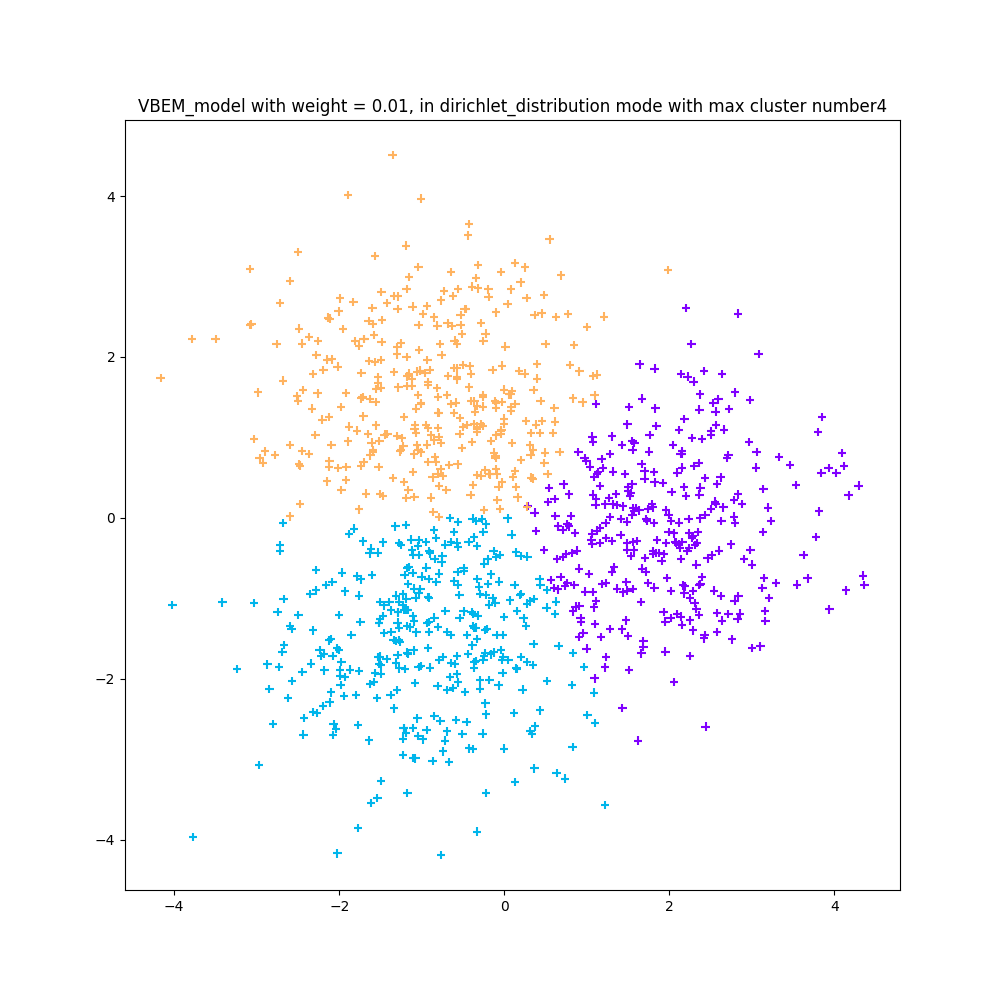 VBEM_model with weight = 0.01, in dirichlet_distribution mode with max cluster number4
4
2
0
−2
−4
−4 −2 0 2 4